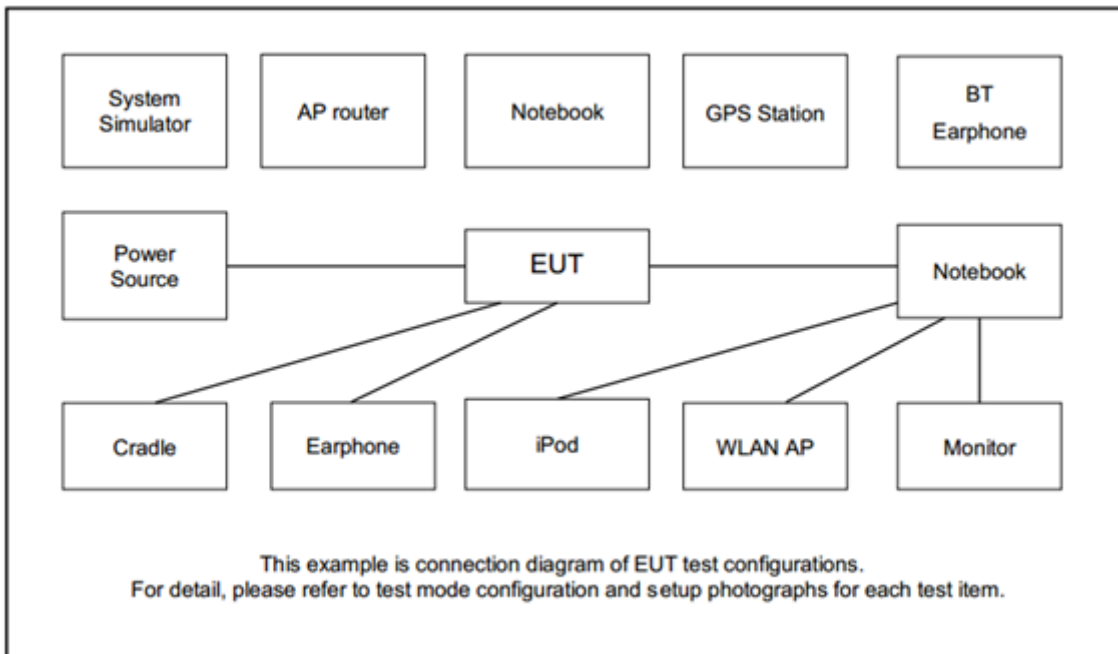 System
Simulator
AP router
Notebook
GPS Station
BT
Earphone
Power
Source
EUT
Notebook
Cradle
Earphone
iPod
WLAN AP
Monitor
This example is connection diagram of EUT test configurations.
For detail, please refer to test mode configuration and setup photographs for each test item.